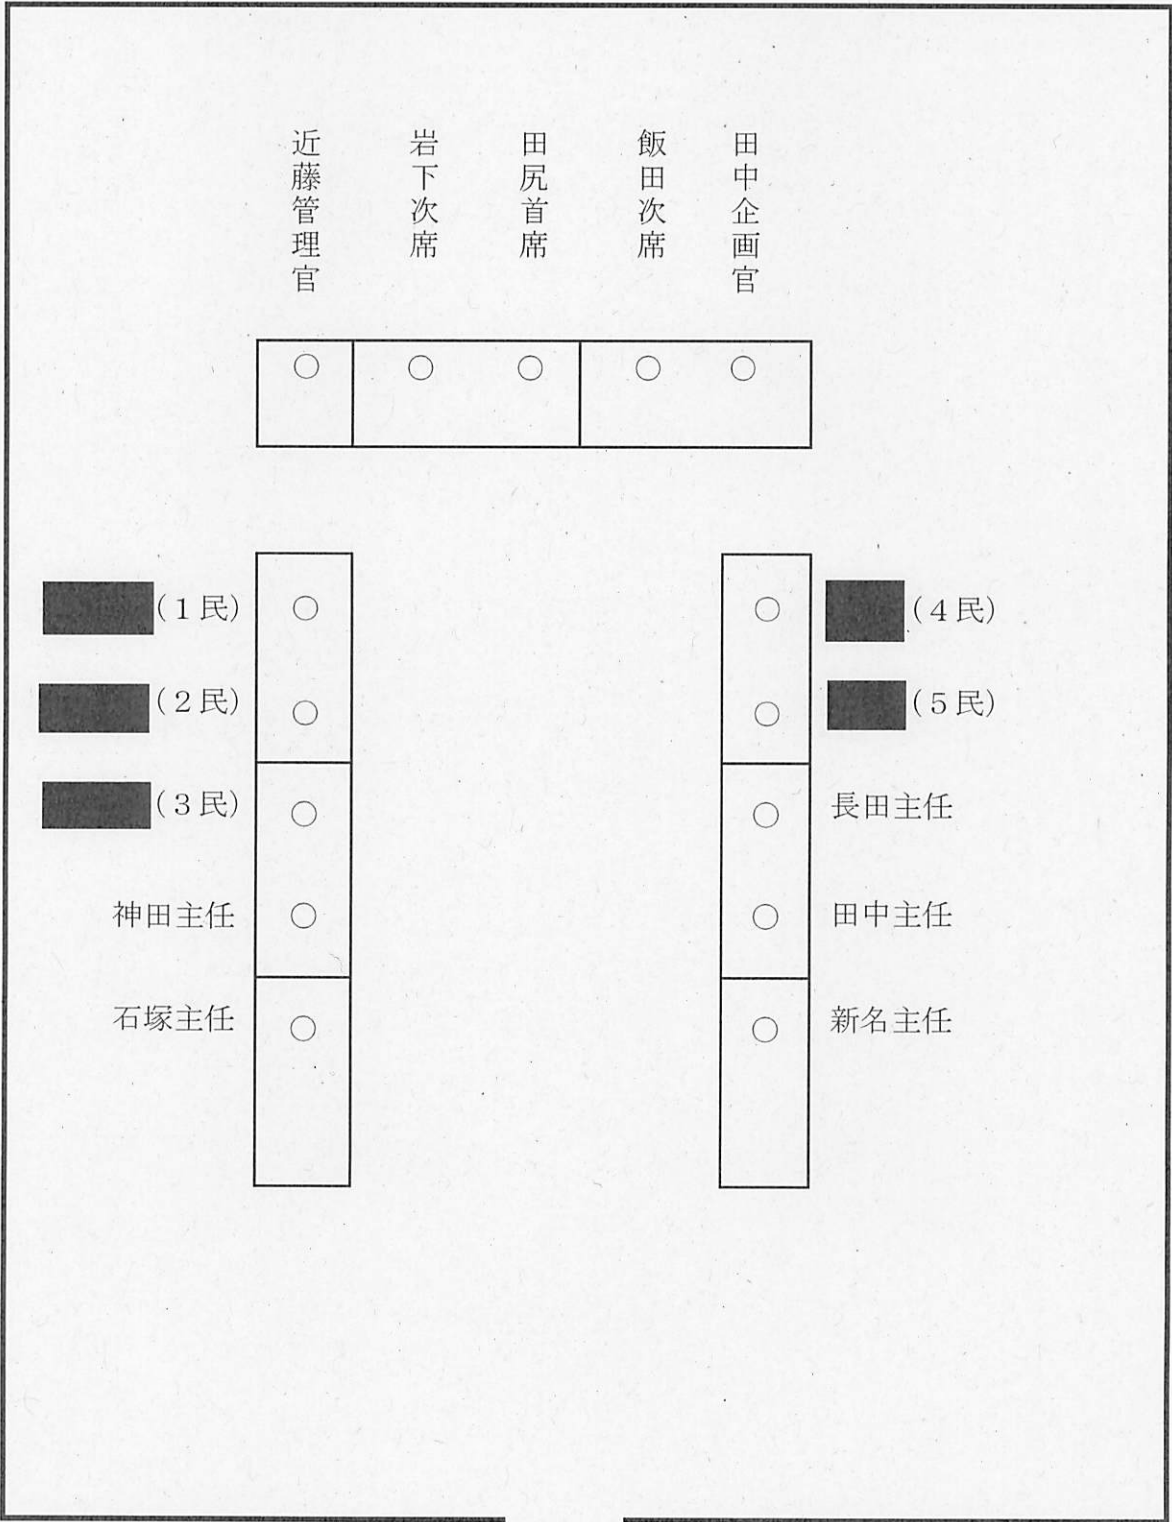 近藤管理官
岩下次席
田尻首席
飯田次席
田中企画官
(1民)
(2民)
(3民)
神田主任
石塚主任
(4民)
(5民)
長田主任
田中主任
新名主任